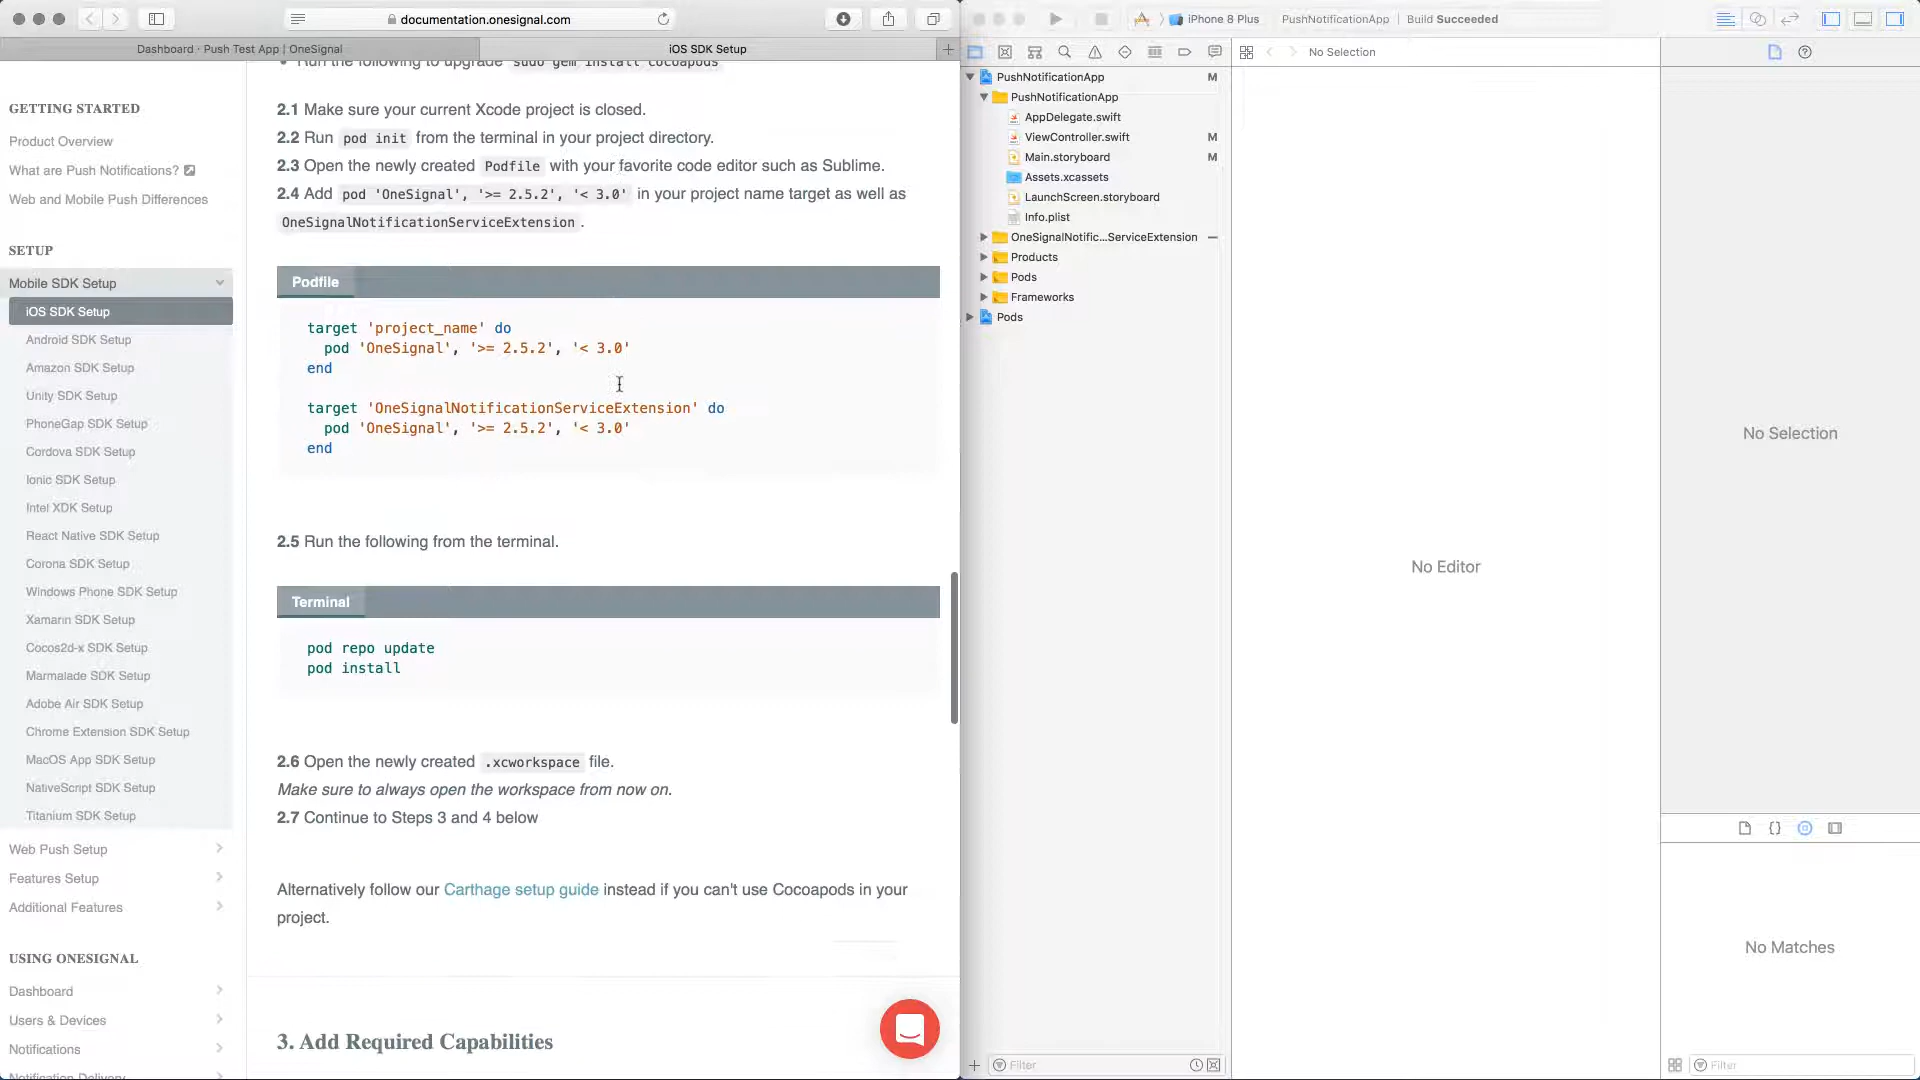 documentation.onesignal.com
Dashboard · Push Test App | OneSignal
iOS SDK Setup
GETTING STARTED
Product Overview
What are Push Notifications?
Web and Mobile Push Differences
SETUP
Mobile SDK Setup
iOS SDK Setup
Android SDK Setup
Amazon SDK Setup
Unity SDK Setup
PhoneGap SDK Setup
Cordova SDK Setup
Ionic SDK Setup
Intel XDK Setup
React Native SDK Setup
Corona SDK Setup
Windows Phone SDK Setup
Xamarin SDK Setup
Cocos2d-x SDK Setup
Marmalade SDK Setup
Adobe Air SDK Setup
Chrome Extension SDK Setup
MacOS App SDK Setup
NativeScript SDK Setup
Titanium SDK Setup
Web Push Setup
Features Setup
Additional Features
USING ONESIGNAL
Dashboard
Users & Devices
Notifications
Notification Delivery
Run the following to upgrade sudo gem install cocoapods
2.1 Make sure your current Xcode project is closed.
2.2 Run pod init from the terminal in your project directory.
2.3 Open the newly created Podfile with your favorite code editor such as Sublime.
2.4 Add pod 'OneSignal', '>= 2.5.2', '< 3.0' in your project name target as well as
OneSignalNotificationServiceExtension .
Podfile
target 'project_name' do
pod 'OneSignal', '>= 2.5.2', '< 3.0'
end
target 'OneSignalNotificationServiceExtension' do
pod 'OneSignal', '>= 2.5.2', '< 3.0'
end
2.5 Run the following from the terminal.
Terminal
pod repo update
pod install
2.6 Open the newly created .xcworkspace file.
Make sure to always open the workspace from now on.
2.7 Continue to Steps 3 and 4 below
Alternatively follow our Carthage setup guide instead if you can't use Cocoapods in your
project.
3. Add Required Capabilities
iPhone 8 Plus
PushNotificationApp | Build Succeeded
No Selection
PushNotificationApp M
PushNotificationApp
AppDelegate.swift
ViewController.swift M
Main.storyboard M
Assets.xcassets
LaunchScreen.storyboard
Info.plist
OneSignalNotific...ServiceExtension
Products
Pods
Frameworks
Pods
Filter
No Editor
No Selection
{}
No Matches
Filter